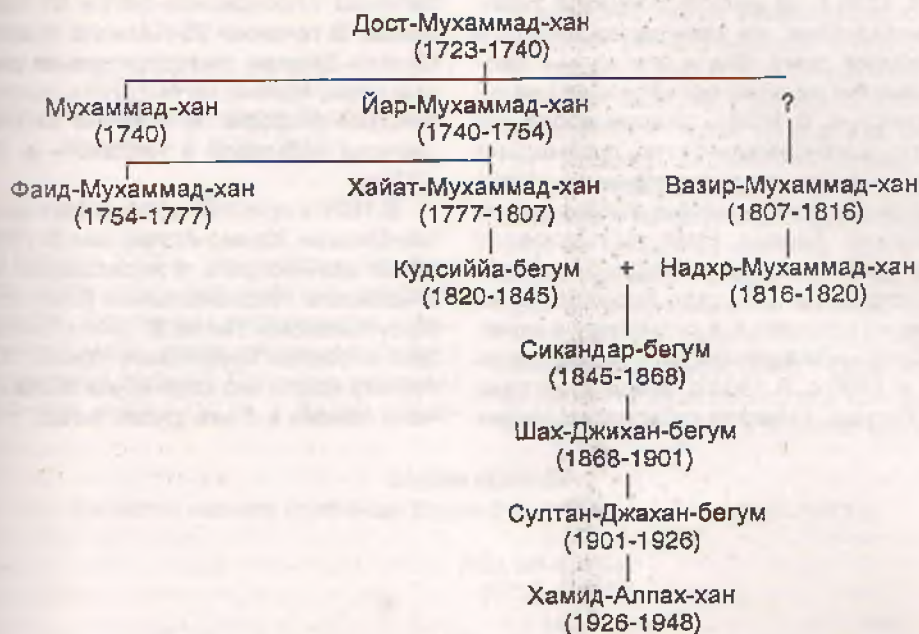 Дост-Мухаммад-хан
(1723-1740)
Мухаммад-хан Йар-Мухаммад-хан ?
(1740) (1740-1754)
Фаид-Мухаммад-хан Хайат-Мухаммад-хан Вазир-Мухаммад-хан
(1754-1777) (1777-1807) (1807-1816)
Кудсиййа-бегум + Надхр-Мухаммад-хан
(1820-1845) (1816-1820)
Сикандар-бегум
(1845-1868)
Шах-Джихан-бегум
(1868-1901)
Султан-Джахан-бегум
(1901-1926)
Хамид-Аллах-хан
(1926-1948)